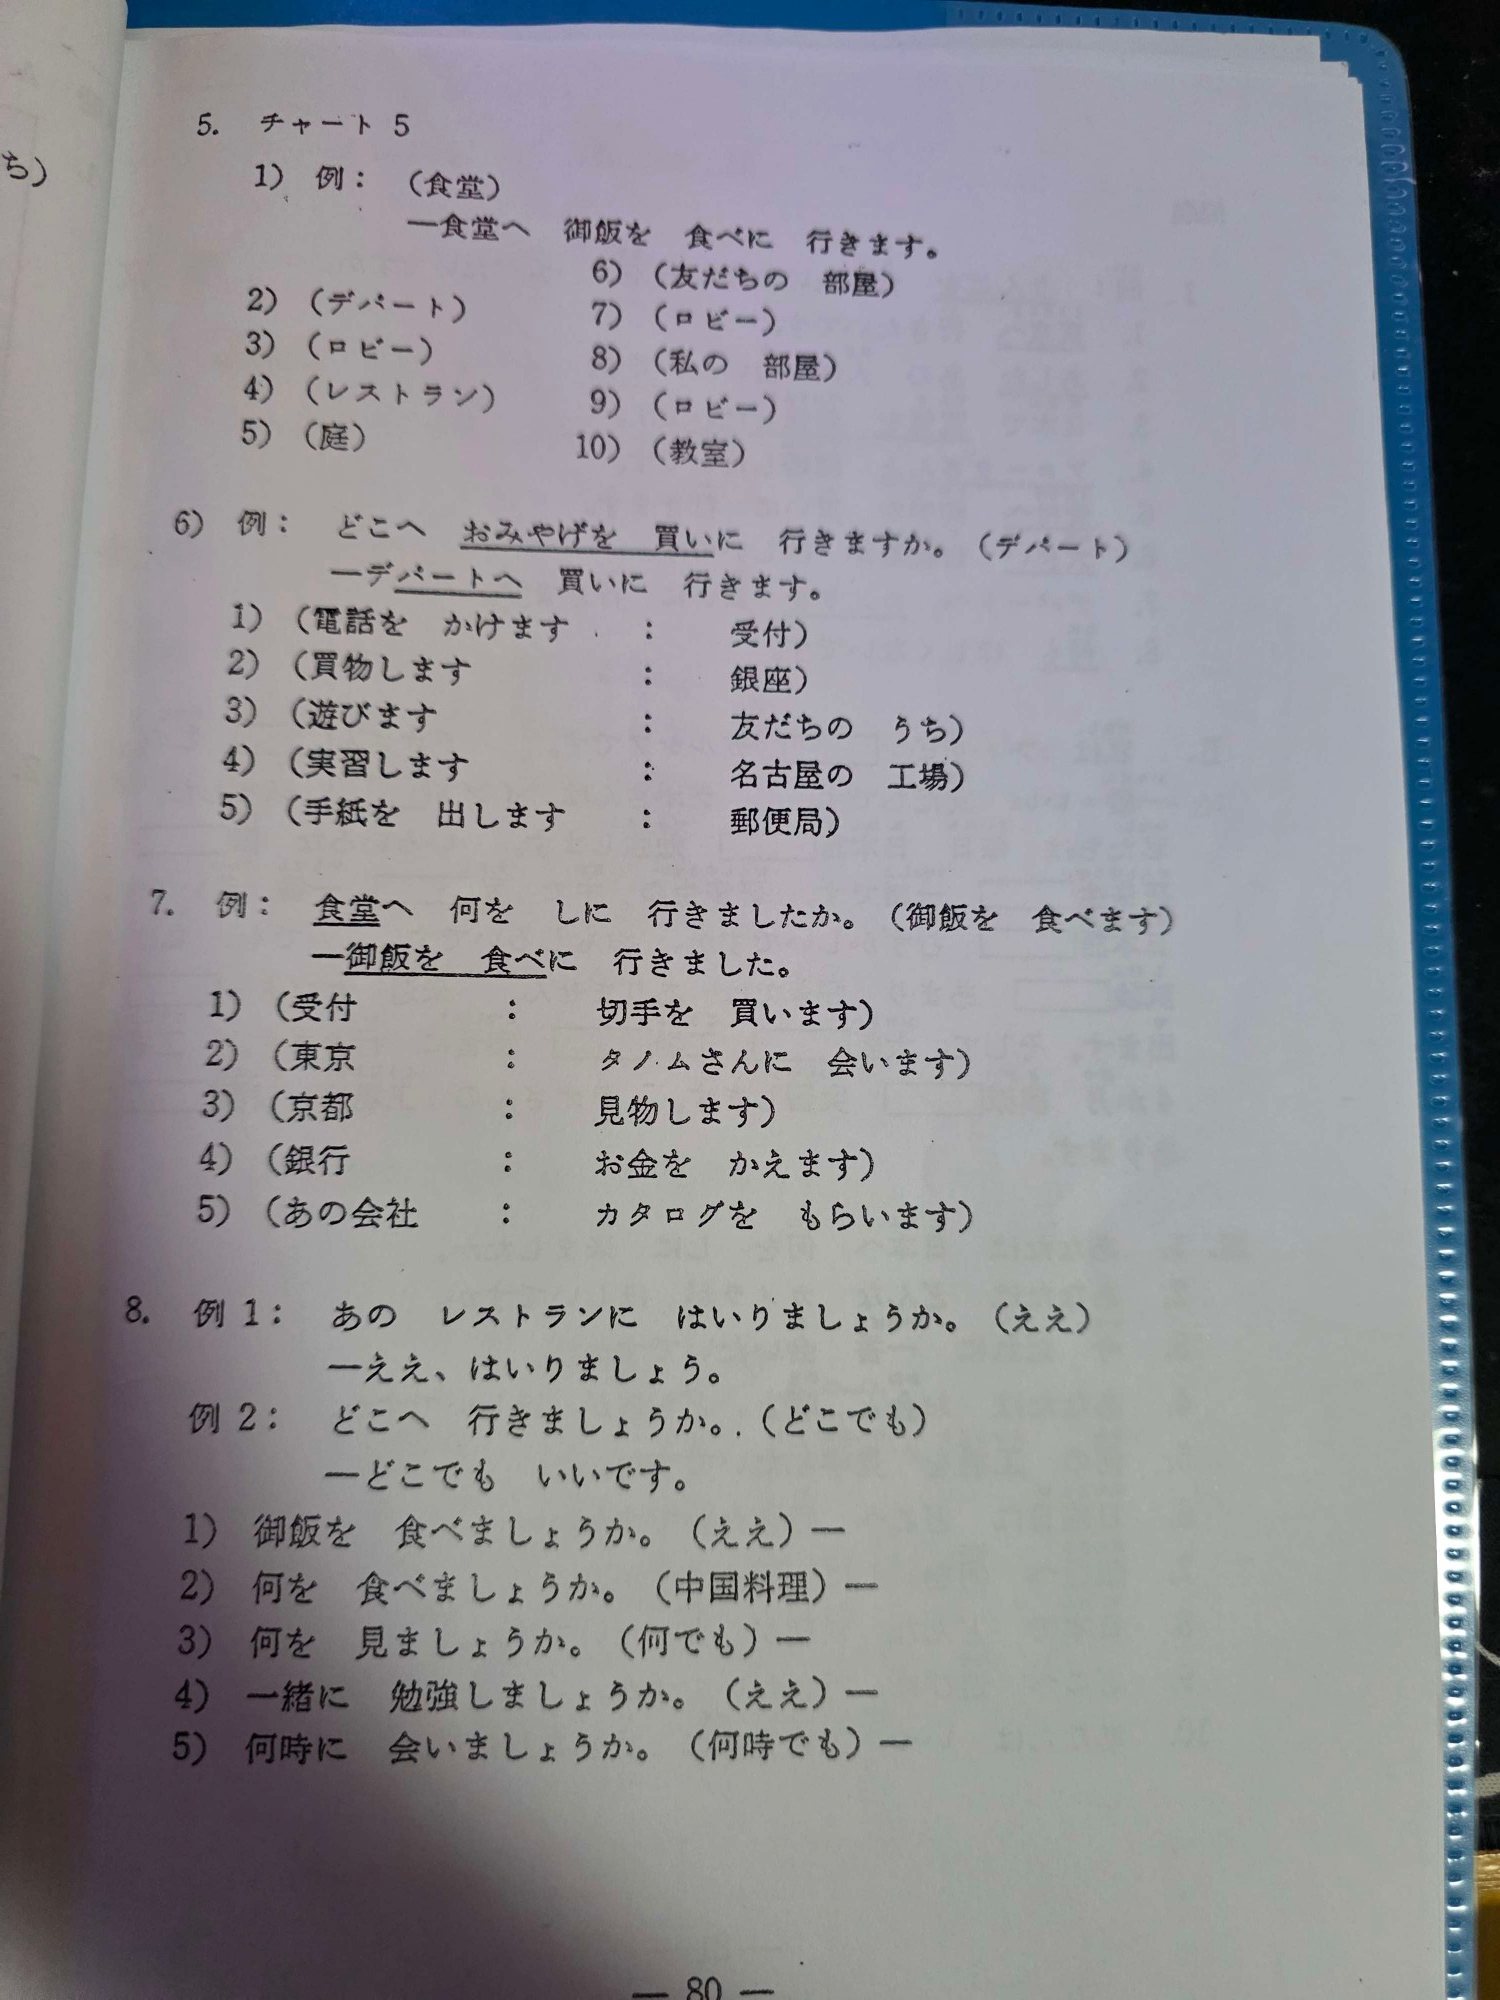 ち)
5. チャート 5
1) 例: (食堂)
―食堂へ 御飯を 食べに 行きます。
2) (デパート)
3) (ロビー)
4) (レストラン)
5) (庭)
6) (友だちの 部屋)
7) (ロビー)
8) (私の 部屋)
9) (ロビー)
10) (教室)
6) 例: どこへ おみやげを 買いに 行きますか。(デパート)
―デパートへ 買いに 行きます。
1) (電話を かけます : 受付)
2) (買物します : 銀座)
3) (遊びます : 友だちの うち)
4) (実習します : 名古屋の 工場)
5) (手紙を 出します : 郵便局)
7. 例: 食堂へ 何を しに 行きましたか。(御飯を 食べます)
―御飯を 食べに 行きました。
1) (受付 : 切手を 買います)
2) (東京 : タノムさんに 会います)
3) (京都 : 見物します)
4) (銀行 : お金を かえます)
5) (あの会社 : カタログを もらいます)
8. 例 1: あの レストランに はいりましょうか。(ええ)
―ええ、はいりましょう。
例 2: どこへ 行きましょうか。(どこでも)
―どこでも いいです。
1) 御飯を 食べましょうか。(ええ)―
2) 何を 食べましょうか。(中国料理)―
3) 何を 見ましょうか。(何でも)―
4) 一緒に 勉強しましょうか。(ええ)―
5) 何時に 会いましょうか。(何時でも)―
― 80 ―